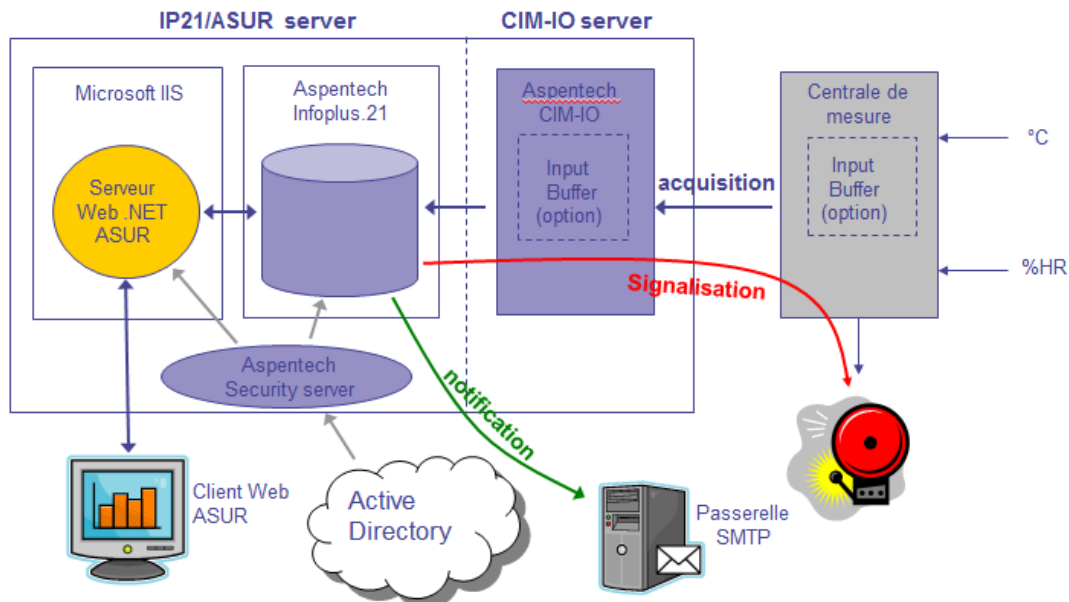 IP21/ASUR server
CIM-IO server
Microsoft IIS
Aspentech
Infoplus.21
Aspentech
CIM-IO
Centrale de
mesure
°C
Serveur
Web .NET
ASUR
Input
Buffer
(option)
acquisition
Input
Buffer
(option)
%HR
Signalisation
Aspentech
Security server
notification
Client Web
ASUR
Active
Directory
Passerelle
SMTP